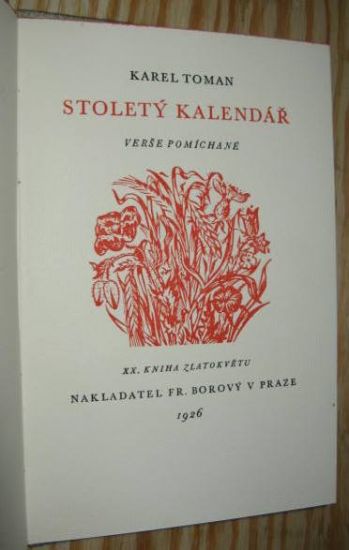 KAREL TOMAN
STOLETÝ KALENDÁŘ
VERŠE POMÍCHANÉ
XX. KNIHA ZLATOKVĚTU
NAKLADATEL FR. BOROVÝ V PRAZE
1926